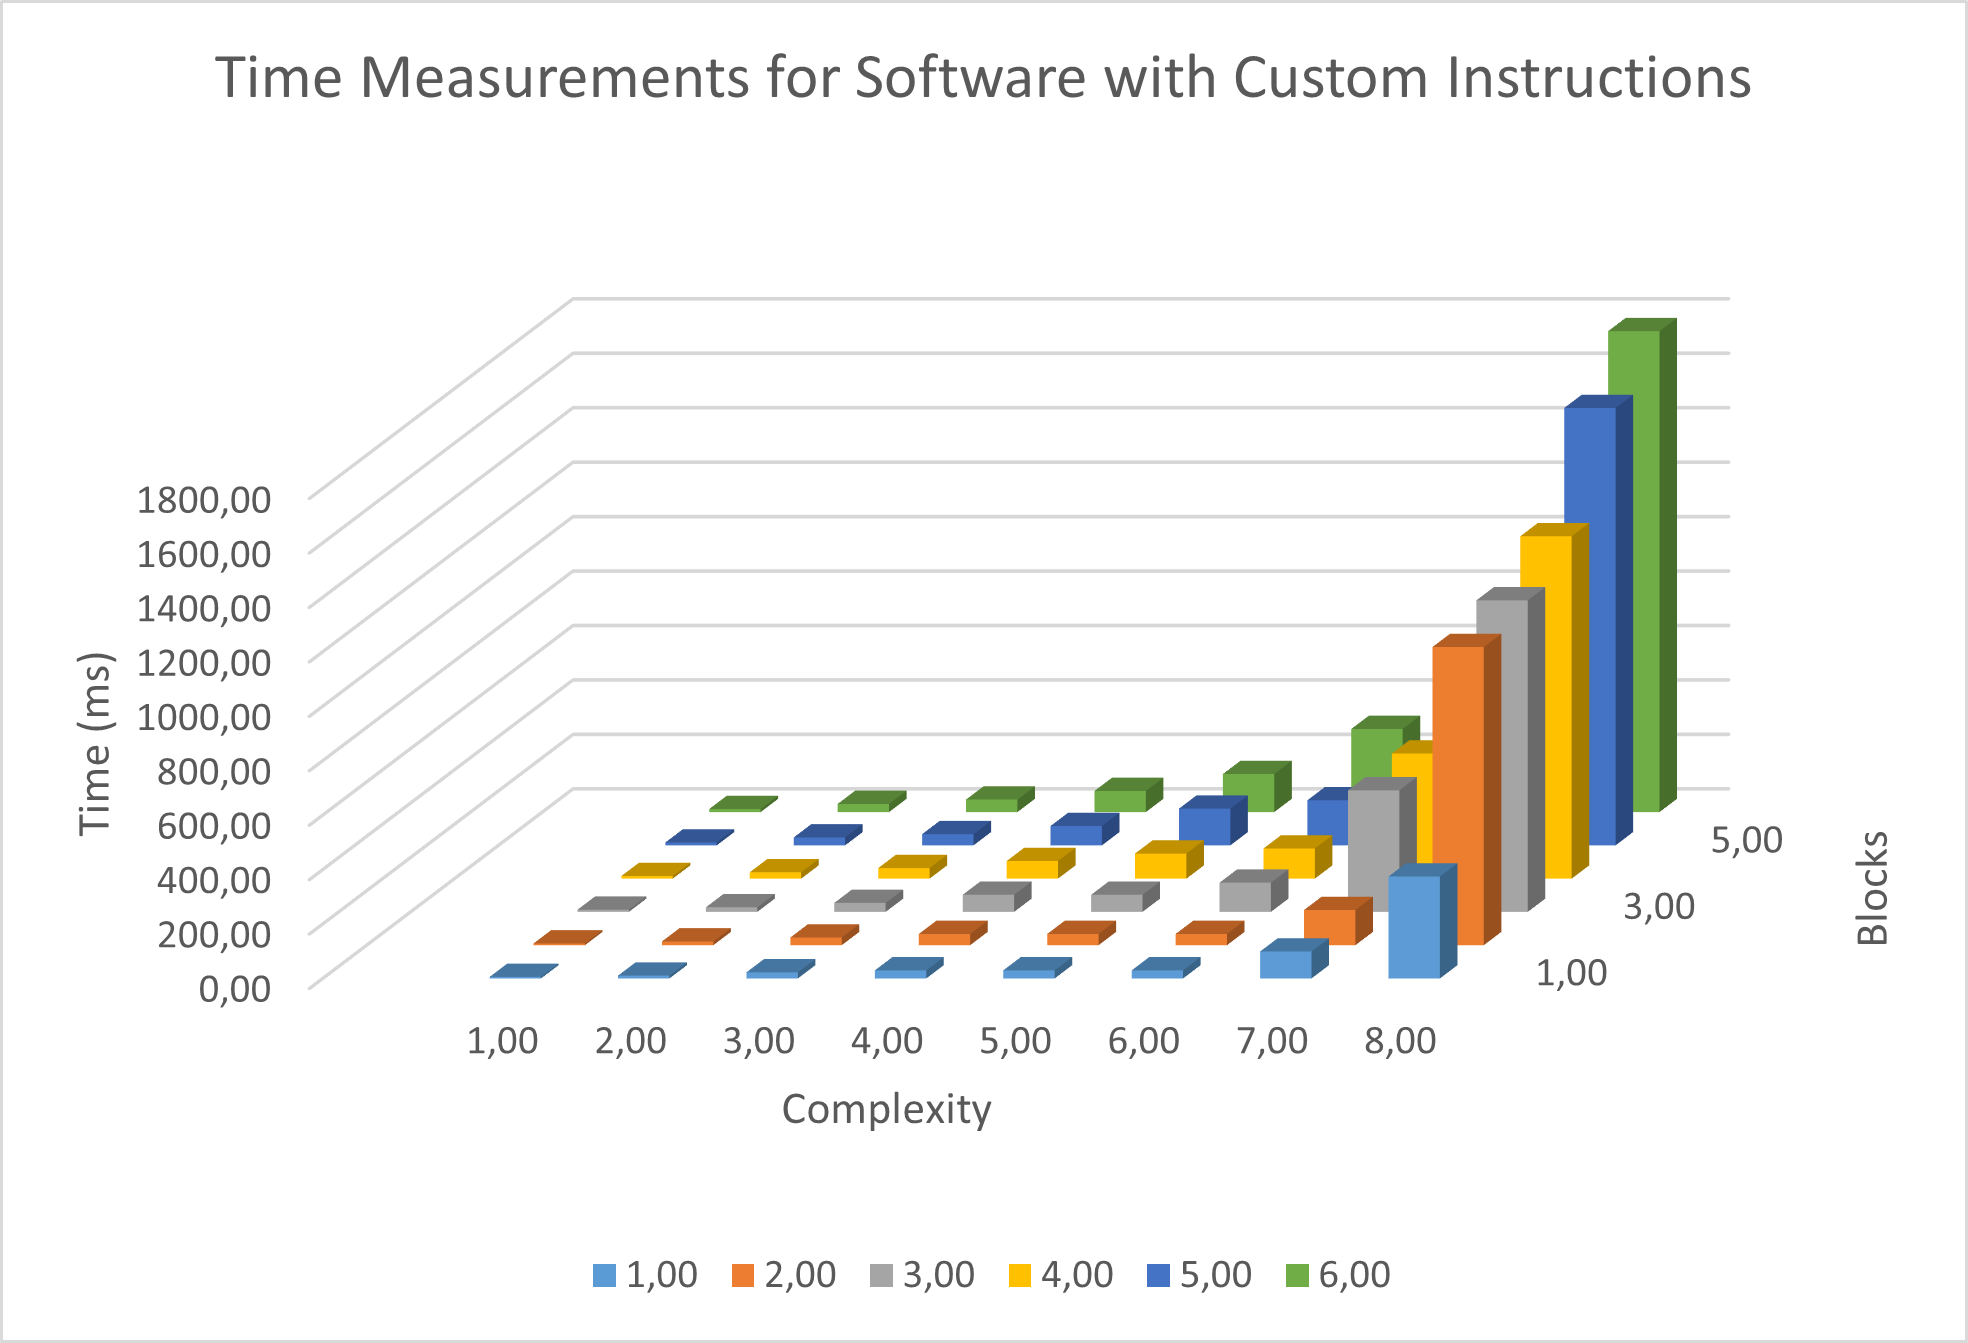 Time Measurements for Software with Custom Instructions
1800,00
1600,00
1400,00
1200,00
1000,00
800,00
600,00
400,00
200,00
0,00
Time (ms)
1,00 2,00 3,00 4,00 5,00 6,00 7,00 8,00
Complexity
5,00
3,00
1,00
Blocks
1,00 2,00 3,00 4,00 5,00 6,00